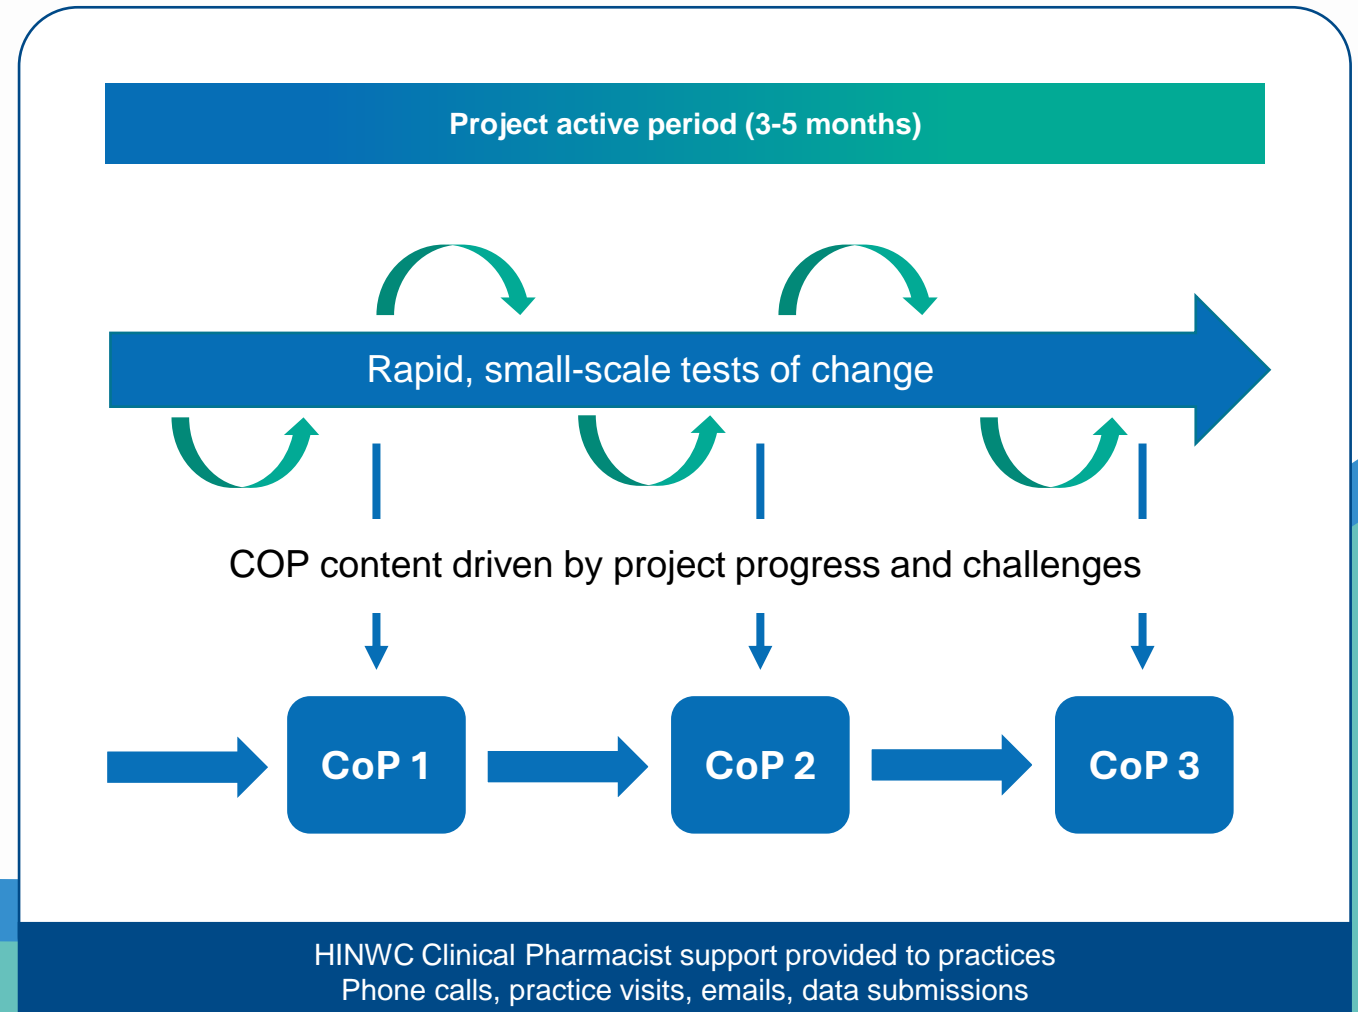 Project active period (3-5 months)
Rapid, small-scale tests of change
COP content driven by project progress and challenges
CoP 1
CoP 2
CoP 3
HINWC Clinical Pharmacist support provided to practices
Phone calls, practice visits, emails, data submissions